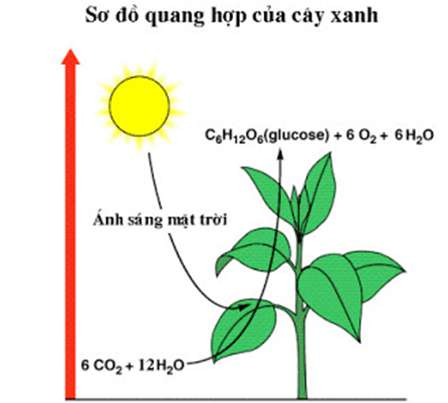 Sơ đồ quang hợp của cây xanh
C₆H₁₂O₆(glucose) + 6 O₂ + 6 H₂O
Ánh sáng mặt trời
6 CO₂ + 12H₂O